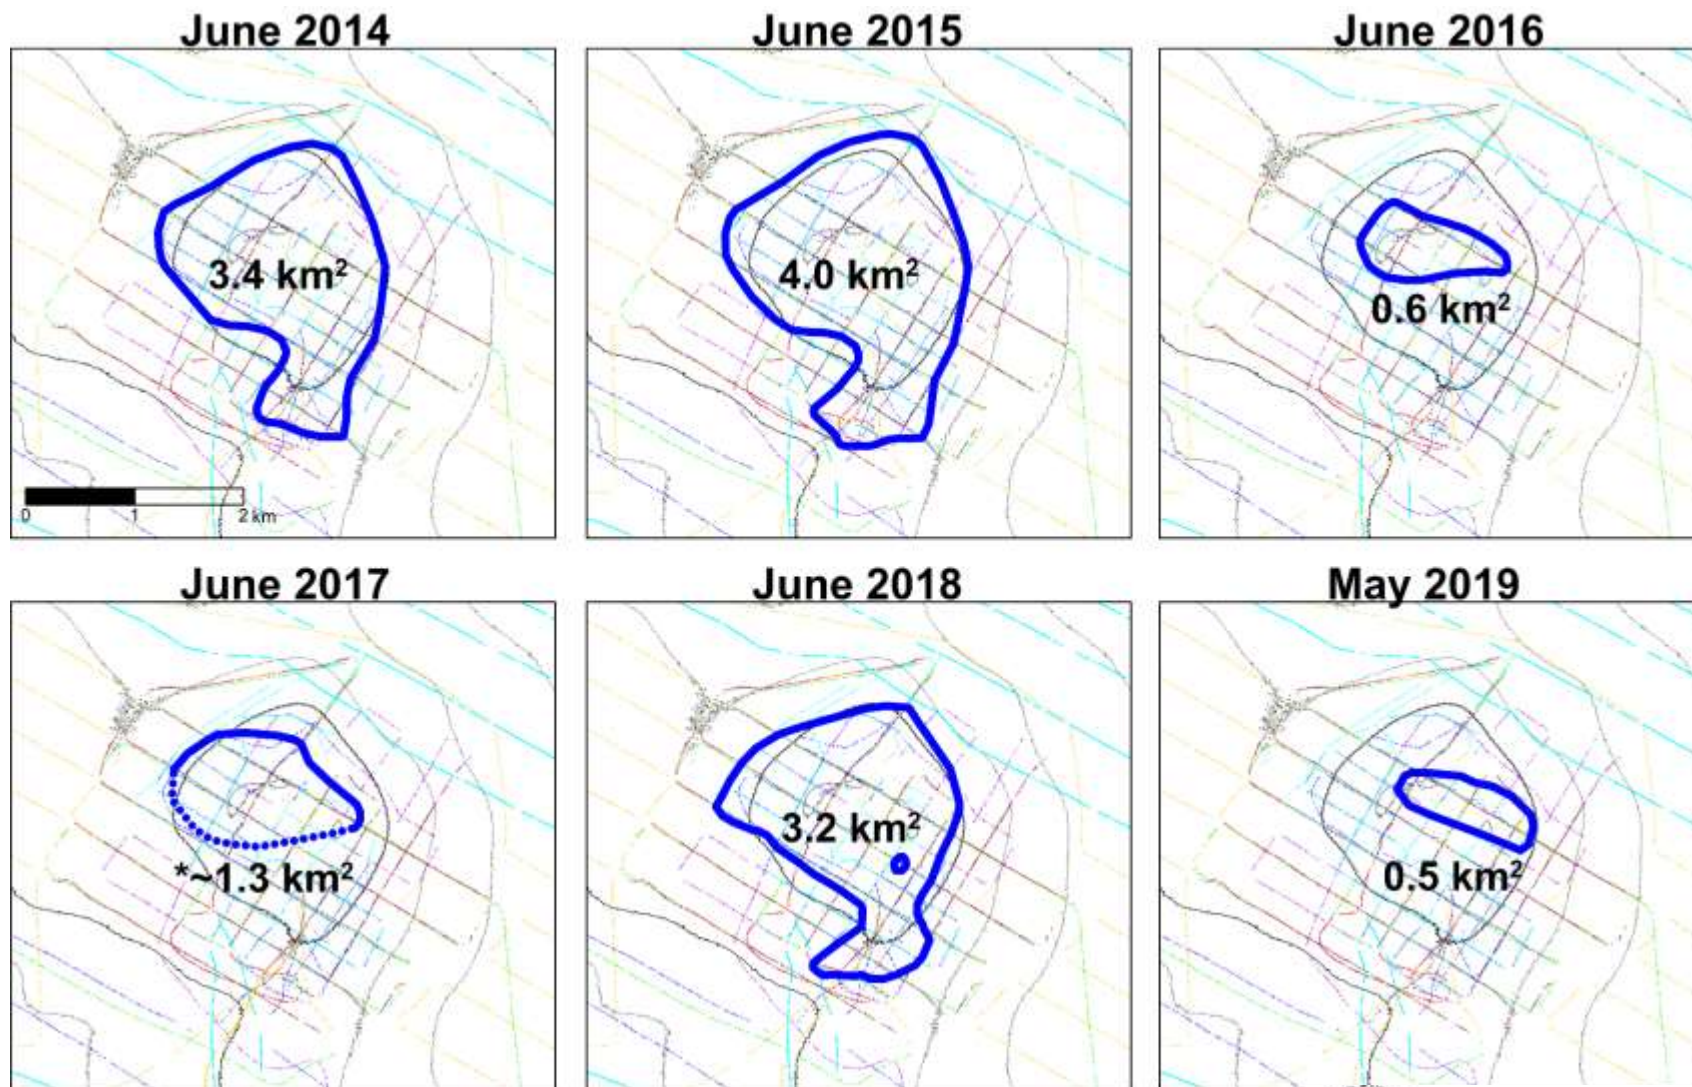 June 2014
June 2015
June 2016
3.4 km²
4.0 km²
0.6 km²
0 1 2 km
June 2017
June 2018
May 2019
*~1.3 km²
3.2 km²
0.5 km²